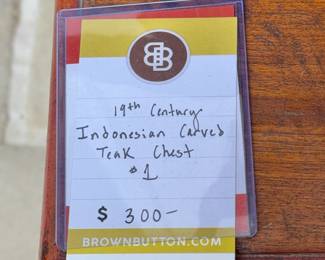 BB
19th Century
Indonesian Carved
Teak Chest
#1
$ 300-
BROWNBUTTON.COM